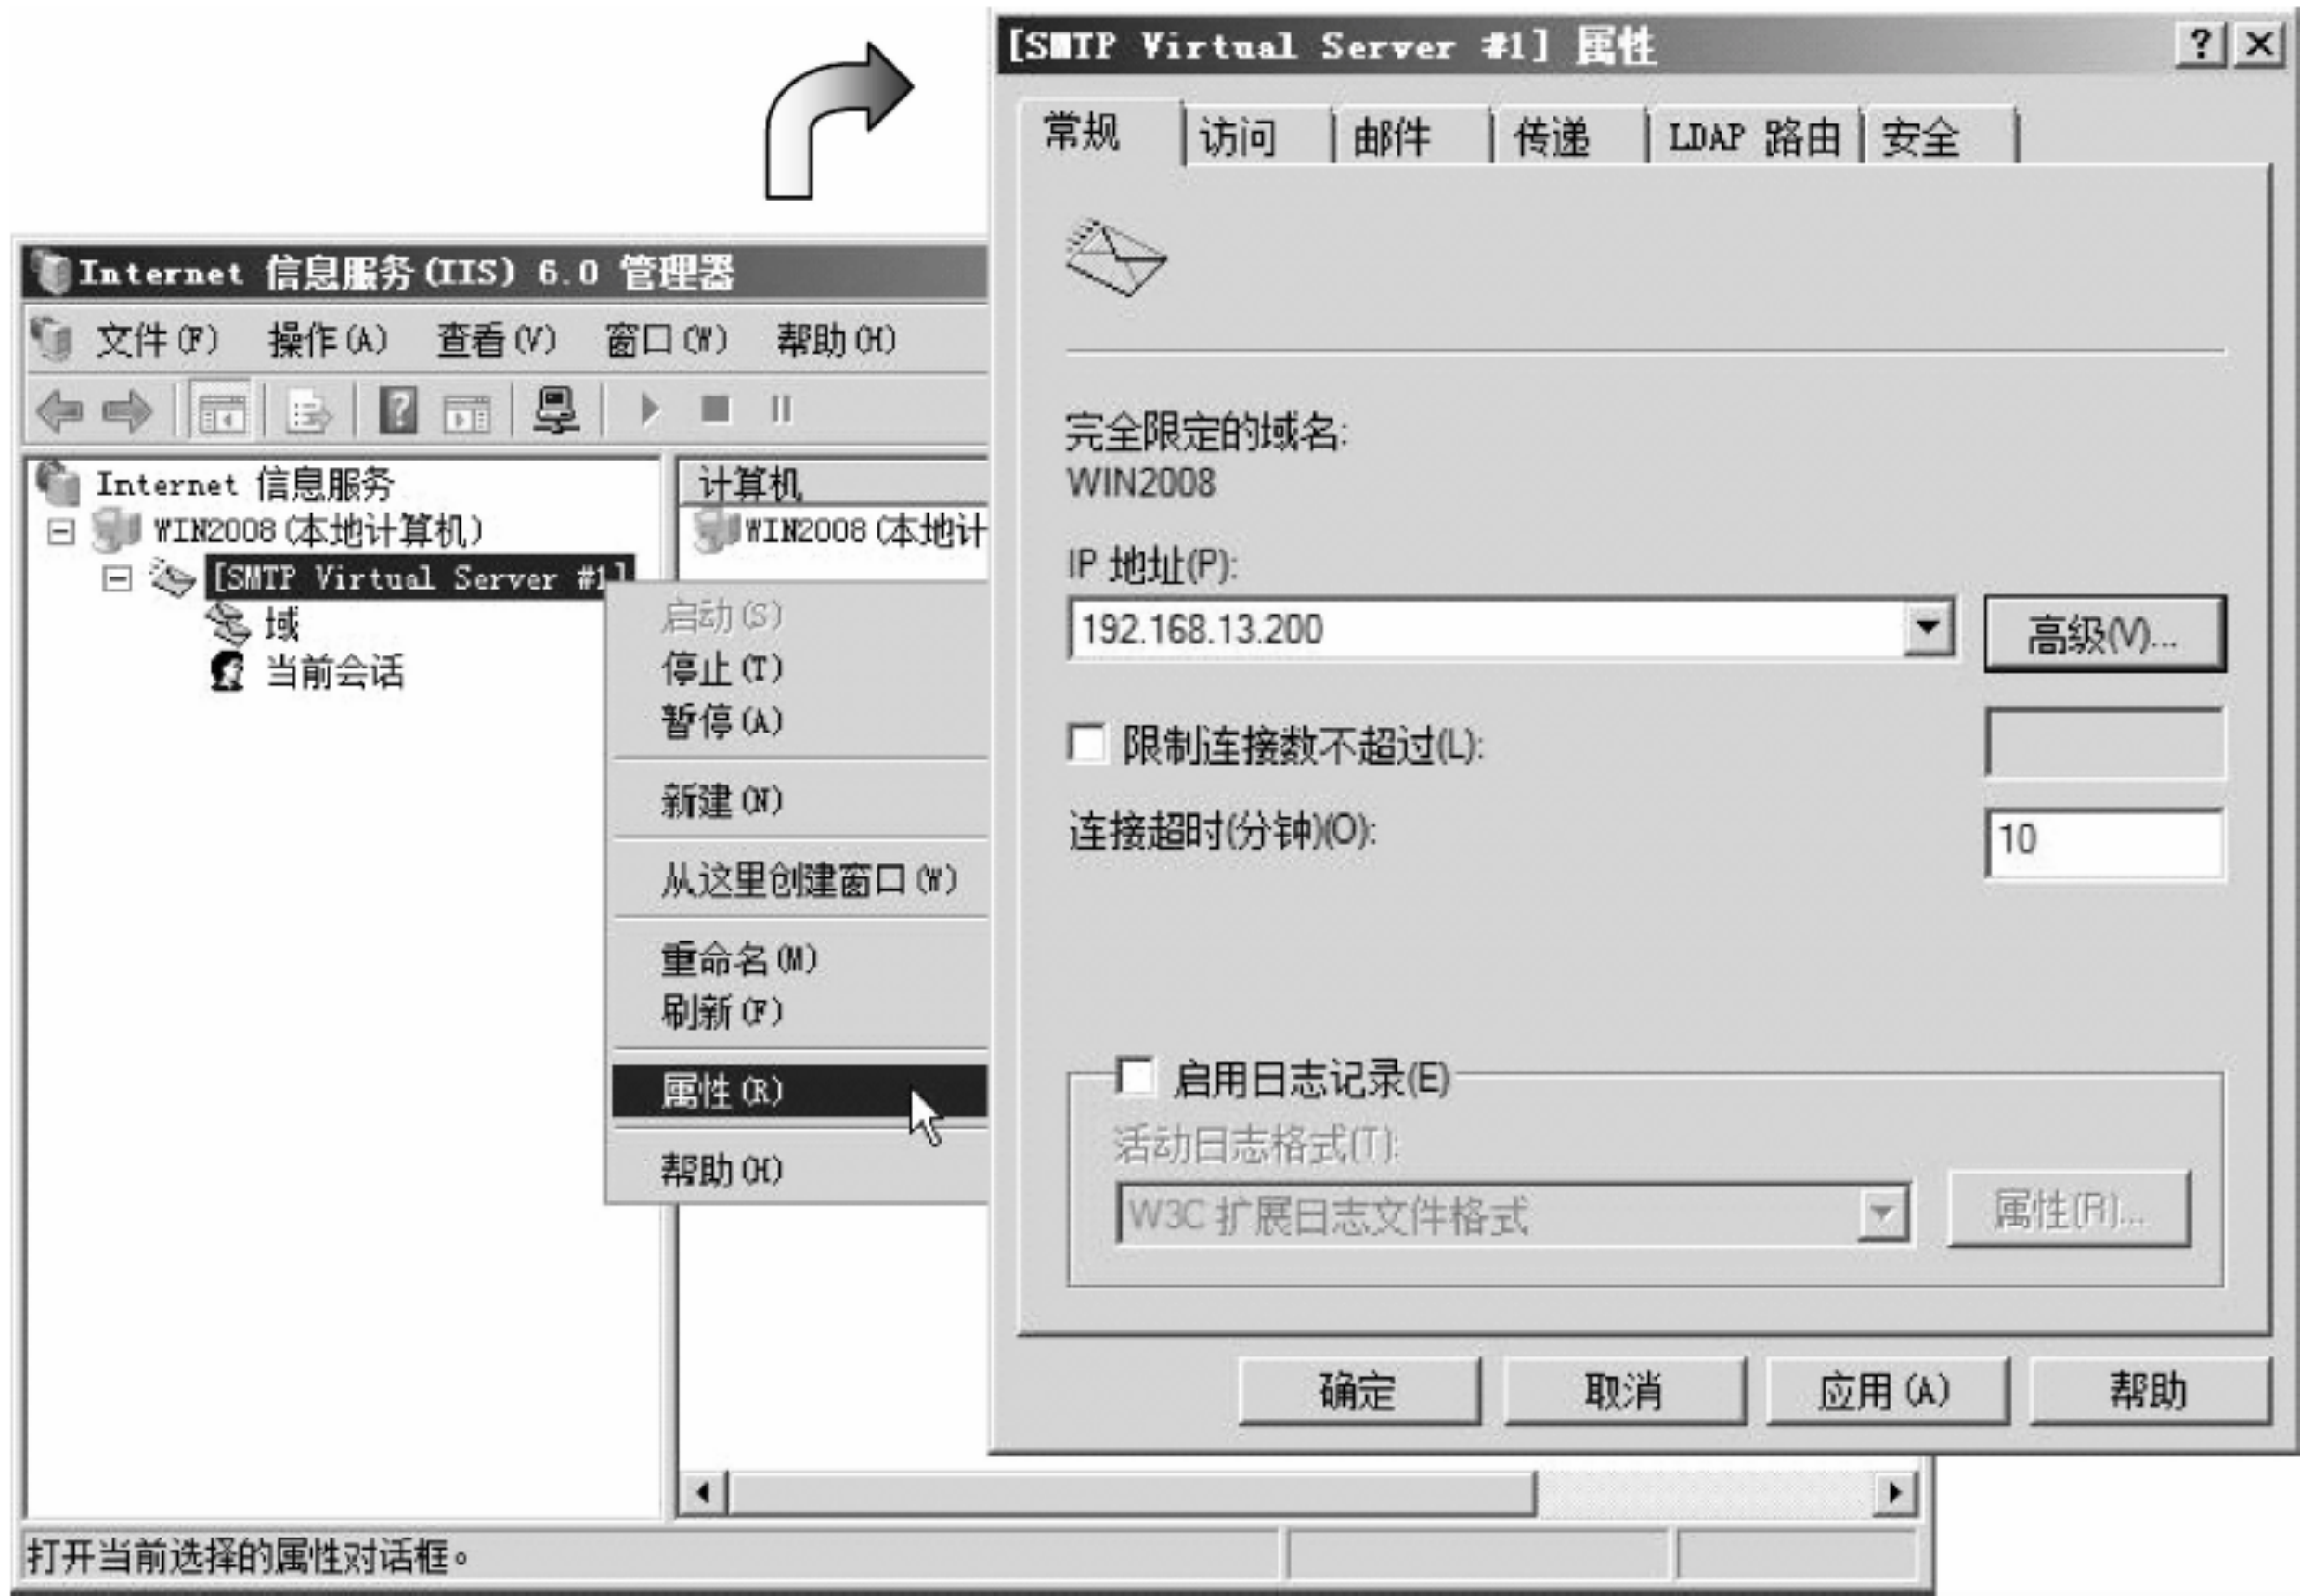 [SMTP Virtual Server #1] 属性
常规 访问 邮件 传递 LDAP 路由 安全
完全限定的域名:
WIN2008
IP 地址(P):
192.168.13.200 高级(V)...
限制连接数不超过(L):
连接超时(分钟)(O): 10
启用日志记录(E)
活动日志格式(T):
W3C 扩展日志文件格式 属性(R)...
确定 取消 应用(A) 帮助
Internet 信息服务(IIS) 6.0 管理器
文件(F) 操作(A) 查看(V) 窗口(W) 帮助(H)
Internet 信息服务
WIN2008(本地计算机)
[SMTP Virtual Server #1]
域
当前会话
计算机
WIN2008(本地计
启动(S)
停止(T)
暂停(A)
新建(N)
从这里创建窗口(W)
重命名(M)
刷新(F)
属性(R)
帮助(H)
打开当前选择的属性对话框。